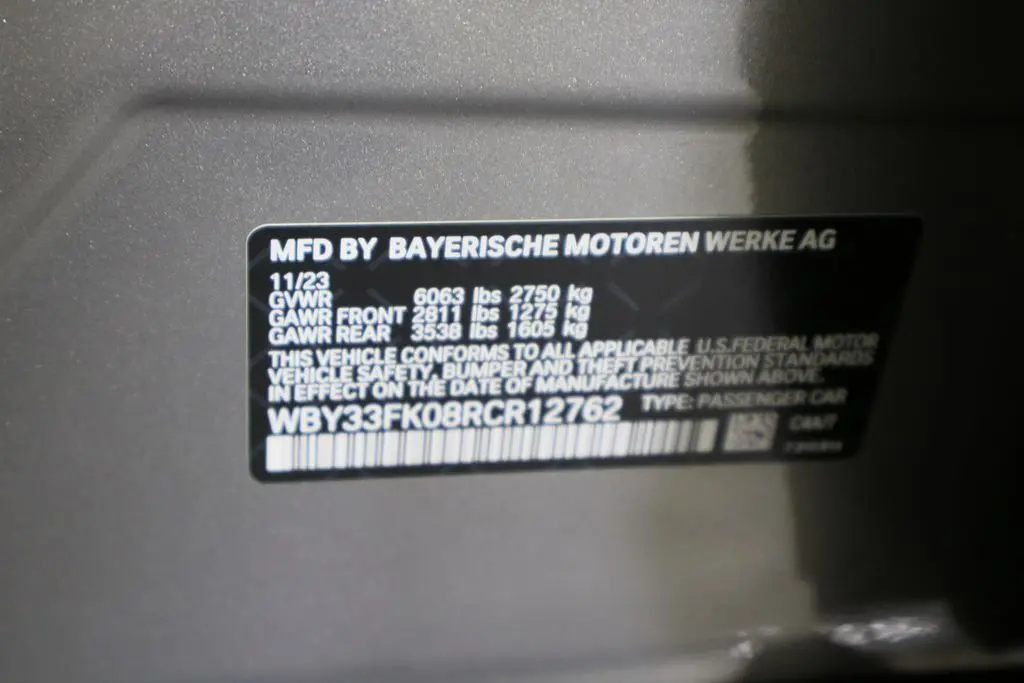 MFD BY BAYERISCHE MOTOREN WERKE AG
11/23
GVWR 6063 lbs 2750 kg
GAWR FRONT 2811 lbs 1275 kg
GAWR REAR 3538 lbs 1605 kg
THIS VEHICLE CONFORMS TO ALL APPLICABLE U.S.FEDERAL MOTOR
VEHICLE SAFETY, BUMPER AND THEFT PREVENTION STANDARDS
IN EFFECT ON THE DATE OF MANUFACTURE SHOWN ABOVE.
WBY33FK08RCR12762 TYPE: PASSENGER CAR